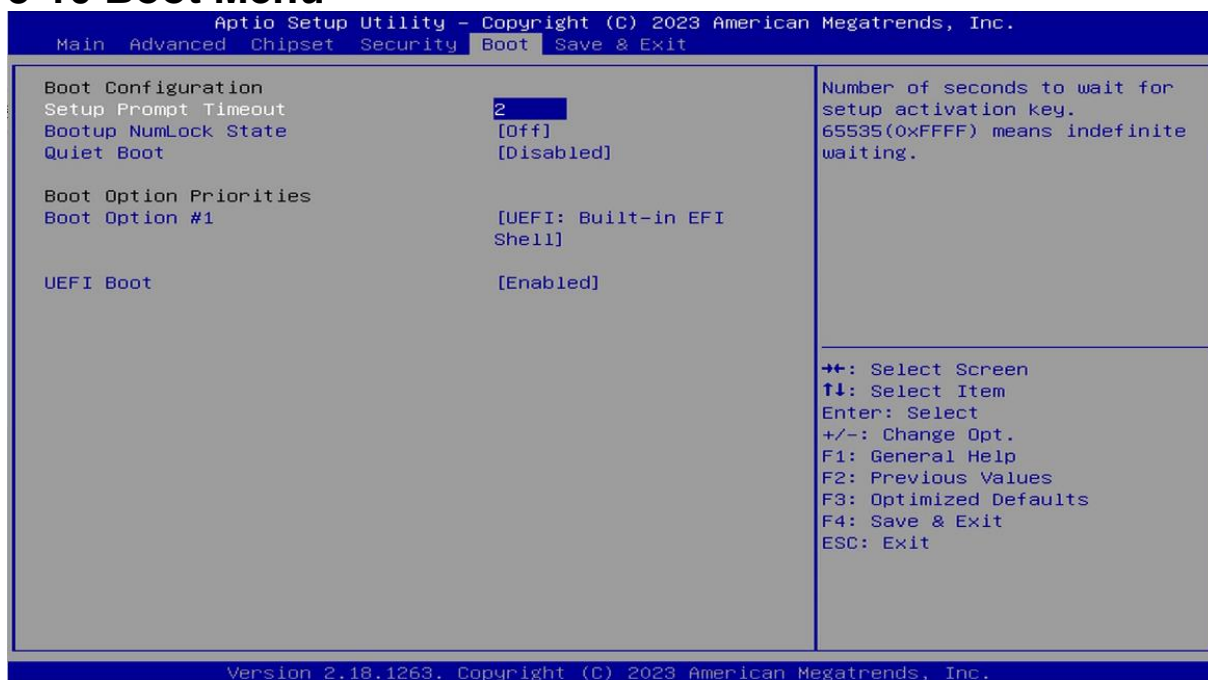 Boot Menu
Aptio Setup Utility – Copyright (C) 2023 American Megatrends, Inc.
Main Advanced Chipset Security Boot Save & Exit
Boot Configuration
Setup Prompt Timeout 2
Bootup NumLock State [Off]
Quiet Boot [Disabled]
Boot Option Priorities
Boot Option #1 [UEFI: Built-in EFI
Shell]
UEFI Boot [Enabled]
Number of seconds to wait for
setup activation key.
65535(0xFFFF) means indefinite
waiting.
→←: Select Screen
↑↓: Select Item
Enter: Select
+/-: Change Opt.
F1: General Help
F2: Previous Values
F3: Optimized Defaults
F4: Save & Exit
ESC: Exit
Version 2.18.1263. Copyright (C) 2023 American Megatrends, Inc.